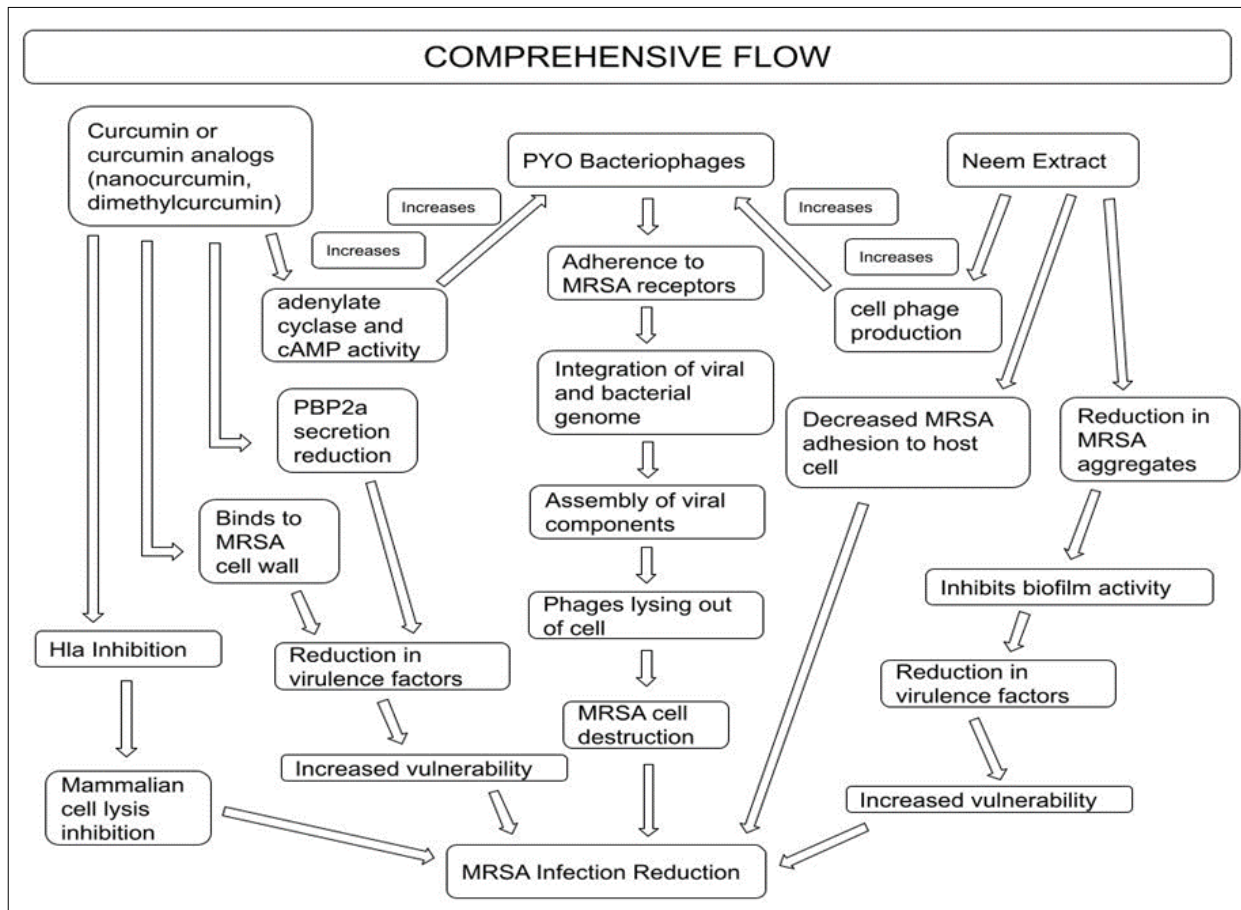 COMPREHENSIVE FLOW
Curcumin or
curcumin analogs
(nanocurcumin,
dimethylcurcumin)
PYO Bacteriophages
Neem Extract
Increases
Increases
Increases
Increases
adenylate
cyclase and
cAMP activity
Adherence to
MRSA receptors
cell phage
production
PBP2a
secretion
reduction
Integration of viral
and bacterial
genome
Decreased MRSA
adhesion to host
cell
Reduction in
MRSA
aggregates
Binds to
MRSA
cell wall
Assembly of viral
components
Inhibits biofilm activity
Phages lysing out
of cell
Hla Inhibition
Reduction in
virulence factors
Reduction in
virulence factors
MRSA cell
destruction
Increased vulnerability
Increased vulnerability
Mammalian
cell lysis
inhibition
MRSA Infection Reduction